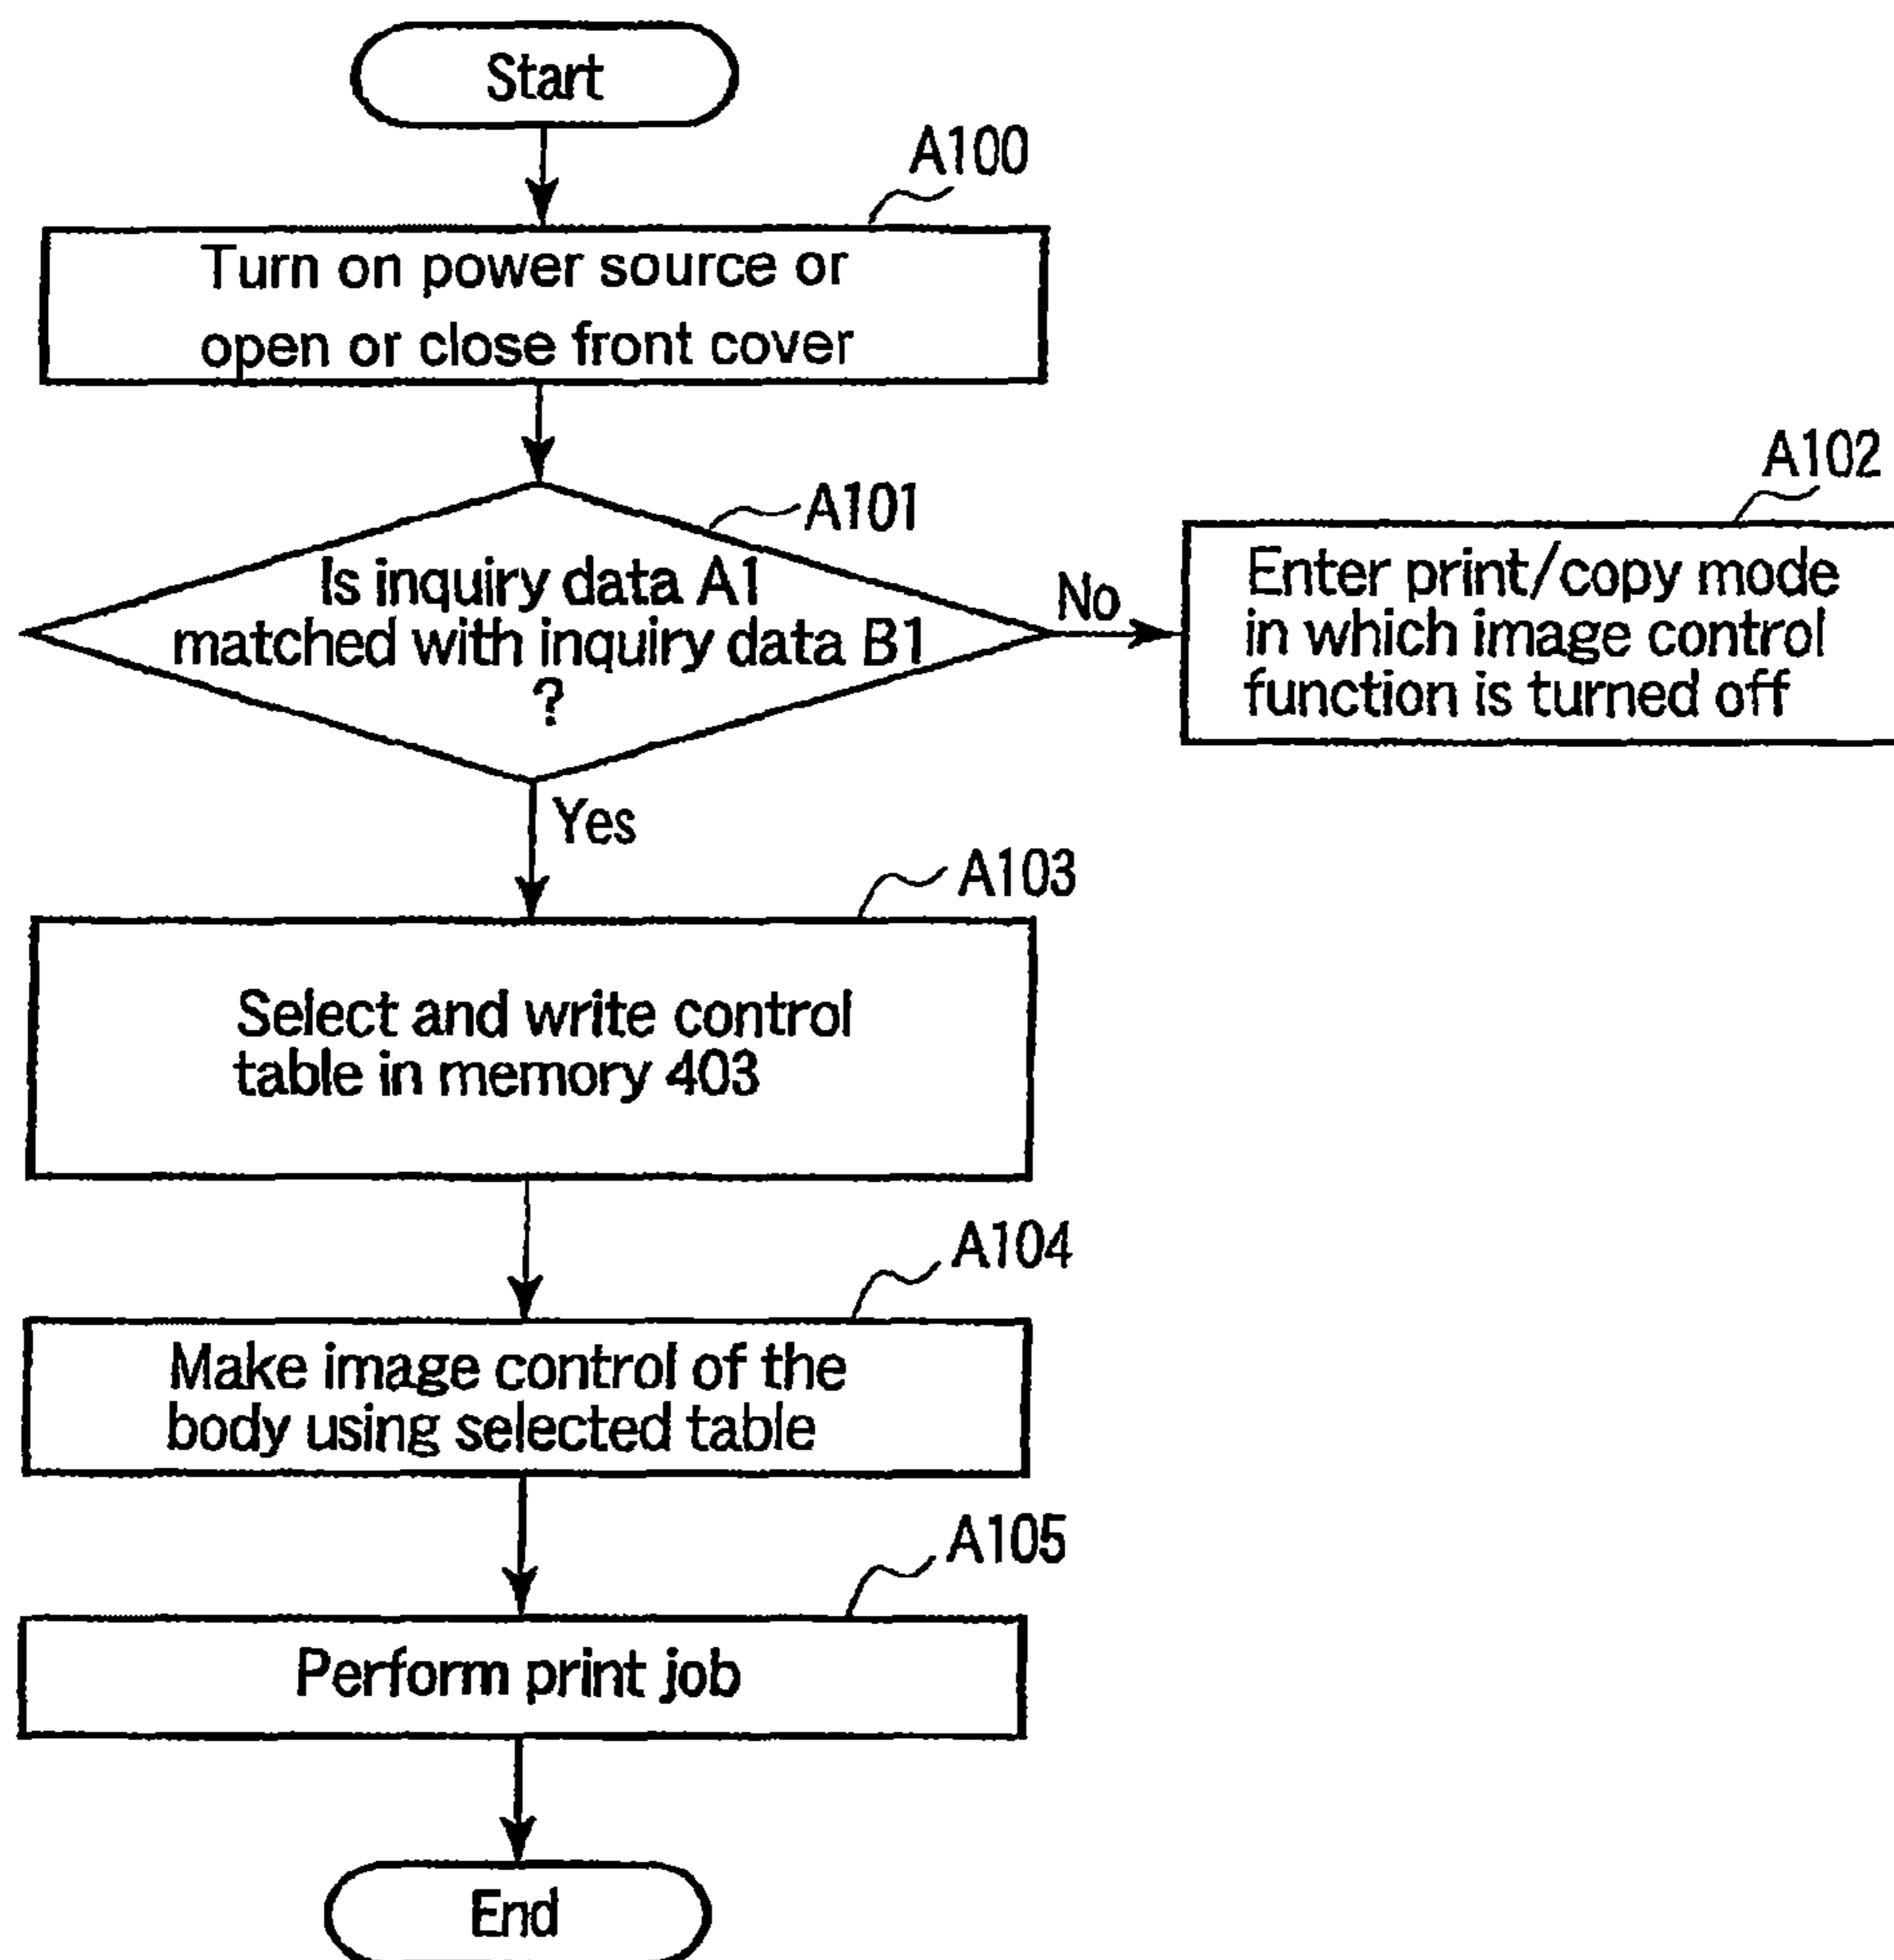 Start
A100
Turn on power source or
open or close front cover
A101
Is inquiry data A1
matched with inquiry data B1
?
No
A102
Enter print/copy mode
in which image control
function is turned off
Yes
A103
Select and write control
table in memory 403
A104
Make image control of the
body using selected table
A105
Perform print job
End